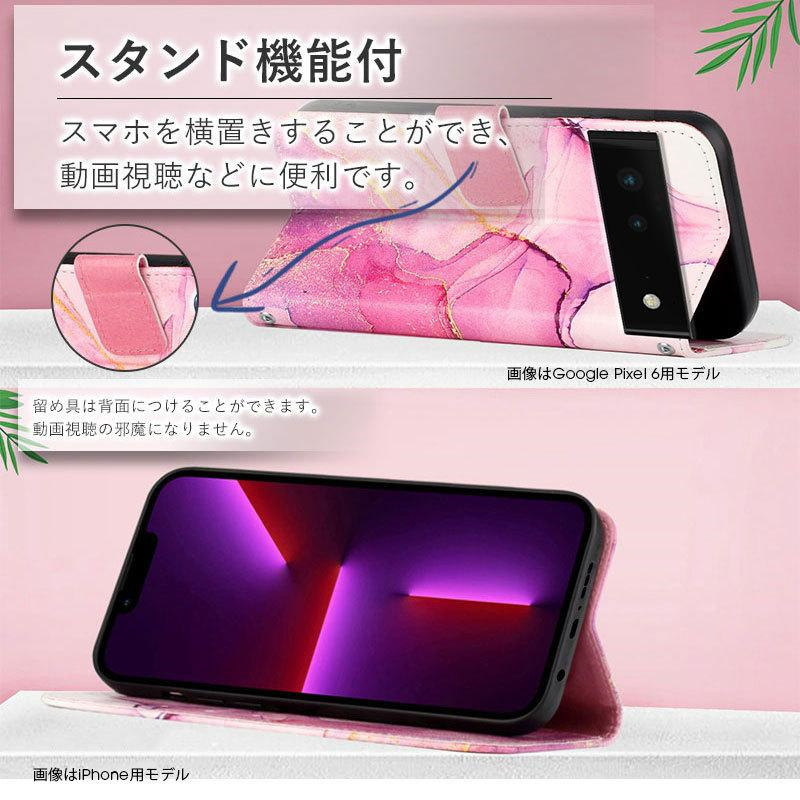 スタンド機能付
スマホを横置きすることができ、
動画視聴などに便利です。
画像はGoogle Pixel 6用モデル
留め具は背面につけることができます。
動画視聴の邪魔になりません。
画像はiPhone用モデル